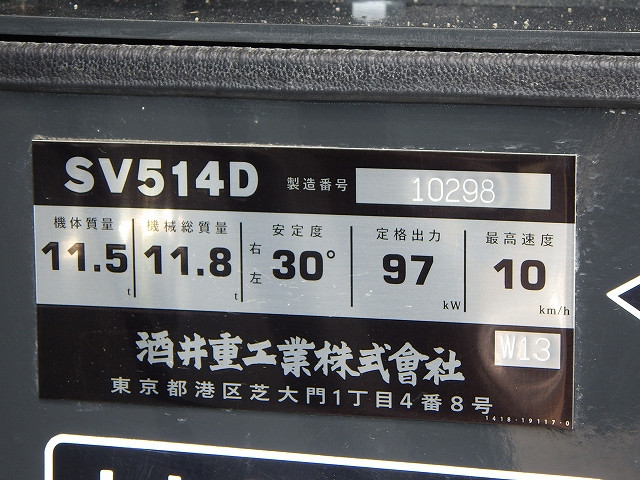 SV514D 製造番号 10298
機体質量 機械総質量 安定度 定格出力 最高速度
11.5 t 11.8 t 右 左 30° 97 kW 10 km/h
酒井重工業株式會社 W13
東京都港区芝大門1丁目4番8号
1418-19117-0